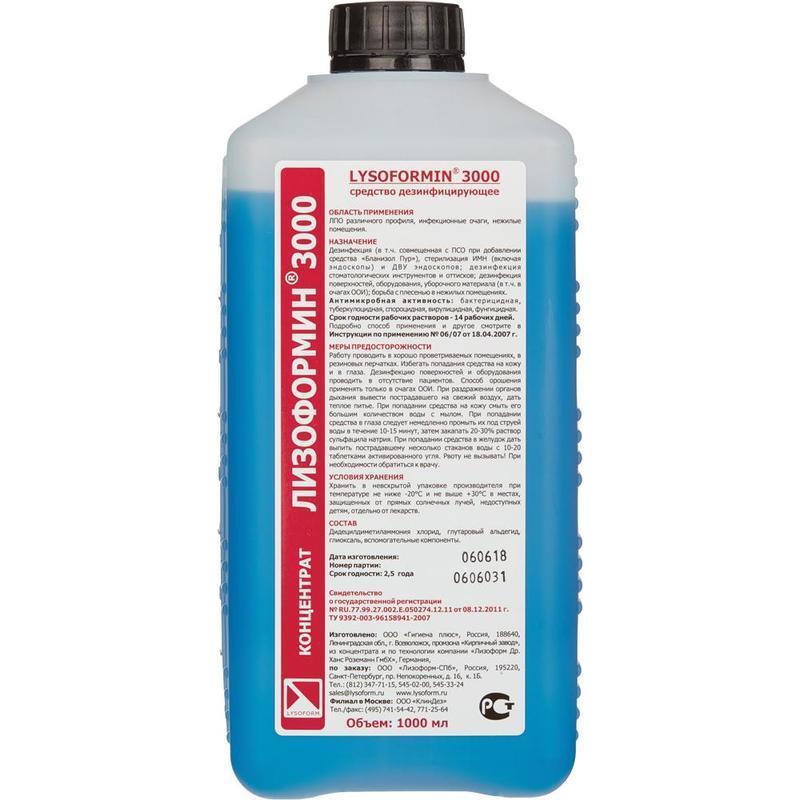 LYSOFORMIN® 3000
средство дезинфицирующее
ОБЛАСТЬ ПРИМЕНЕНИЯ
ЛПО различного профиля, инфекционные очаги, нежилые
помещения.
НАЗНАЧЕНИЕ
Дезинфекция (в т.ч. совмещенная с ПСО при добавлении
средства «Бланизол Пур»), стерилизация ИМН (включая
эндоскопы) и ДВУ эндоскопов; дезинфекция
стоматологических инструментов и оттисков; дезинфекция
поверхностей, оборудования, уборочного материала (в т.ч. в
очагах ООИ); борьба с плесенью в нежилых помещениях.
Антимикробная активность: бактерицидная,
туберкулоцидная, спороцидная, вирулицидная, фунгицидная.
Срок годности рабочих растворов - 14 рабочих дней.
Подробно способ применения и другое смотрите в
Инструкции по применению № 06/07 от 18.04.2007 г.
МЕРЫ ПРЕДОСТОРОЖНОСТИ
Работу проводить в хорошо проветриваемых помещениях, в
резиновых перчатках. Избегать попадания средства на кожу
и в глаза. Дезинфекцию поверхностей и оборудования
проводить в отсутствие пациентов. Способ орошения
применять только в очагах ООИ. При раздражении органов
дыхания вывести пострадавшего на свежий воздух, дать
теплое питье. При попадании средства на кожу смыть его
большим количеством воды с мылом. При попадании
средства в глаза следует немедленно промыть их под струей
воды в течение 10-15 минут, затем закапать 20-30% раствор
сульфацила натрия. При попадании средства в желудок дать
выпить пострадавшему несколько стаканов воды с 10-20
таблетками активированного угля. Рвоту не вызывать! При
необходимости обратиться к врачу.
УСЛОВИЯ ХРАНЕНИЯ
Хранить в невскрытой упаковке производителя при
температуре не ниже -20°С и не выше +30°С в местах,
защищенных от прямых солнечных лучей, недоступных
детям, отдельно от лекарств.
СОСТАВ
Дидецилдиметиламмония хлорид, глутаровый альдегид,
глиоксаль, вспомогательные компоненты.
Дата изготовления: 060618
Номер партии:
Срок годности: 2,5 года 0606031
Свидетельство
о государственной регистрации
№ RU.77.99.27.002.E.050274.12.11 от 08.12.2011 г.
ТУ 9392-003-96158941-2007
Изготовлено: ООО «Гигиена плюс», Россия, 188640,
Ленинградская обл., г. Всеволожск, промзона «Кирпичный завод»,
из концентрата и по технологии компании «Лизоформ Др.
Ханс Роземанн ГмбХ», Германия,
по заказу: ООО «Лизоформ-СПб», Россия, 195220,
Санкт-Петербург, пр. Непокоренных, д. 16, к. 1Б.
Тел.: (812) 347-71-15, 545-02-00, 545-33-24
sales@lysoform.ru / www.lysoform.ru
Филиал в Москве: ООО «КлинДез»
Тел./факс: (495) 741-54-42, 771-25-64
Объем: 1000 мл
РСТ
КОНЦЕНТРАТ ЛИЗОФОРМИН® 3000
LYSOFORM